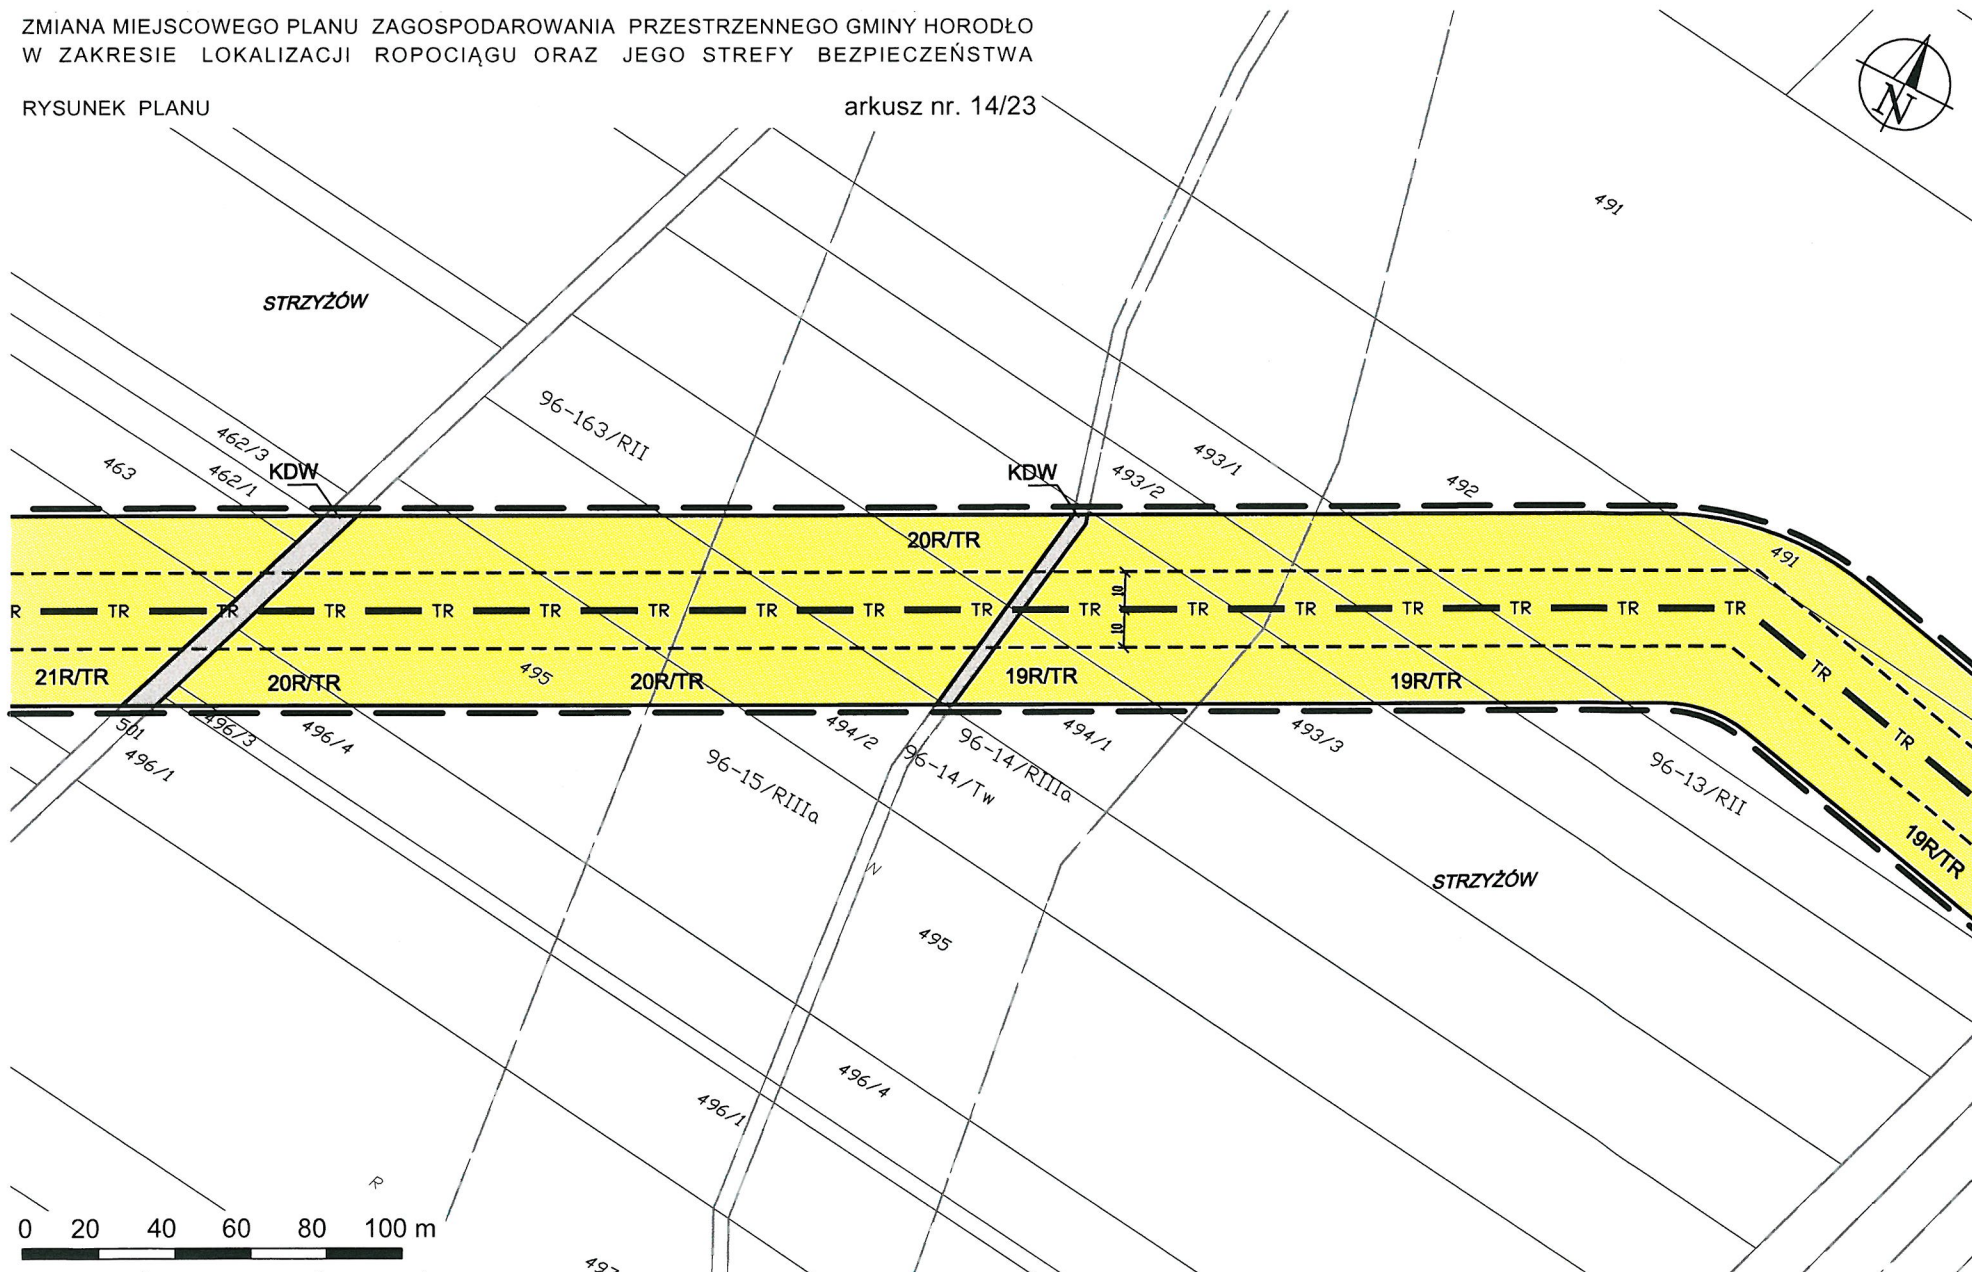 ZMIANA MIEJSCOWEGO PLANU ZAGOSPODAROWANIA PRZESTRZENNEGO GMINY HORODŁO
W ZAKRESIE LOKALIZACJI ROPOCIĄGU ORAZ JEGO STREFY BEZPIECZEŃSTWA
RYSUNEK PLANU
arkusz nr. 14/23
N
491
STRZYŻÓW
96-163/RII
462/3
463
462/1
KDW
KDW
493/1
493/2
492
20R/TR
491
10
TR TR TR TR TR TR TR TR TR TR TR TR TR TR TR TR
10
21R/TR
20R/TR
495
20R/TR
19R/TR
19R/TR
TR
TR
501
496/3
496/4
496/1
494/2
494/1
493/3
96-15/RIIIa
96-14/RIIIa
96-14/Tw
96-13/RII
19R/TR
W
STRZYŻÓW
495
496/4
496/1
R
0 20 40 60 80 100 m